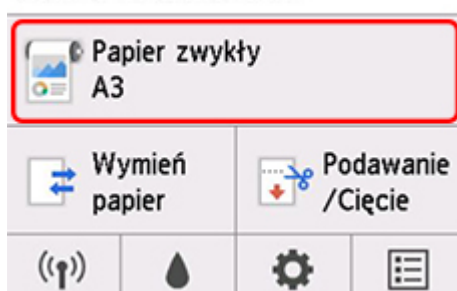 Papier zwykły
A3
Wymień
papier
Podawanie
/Cięcie